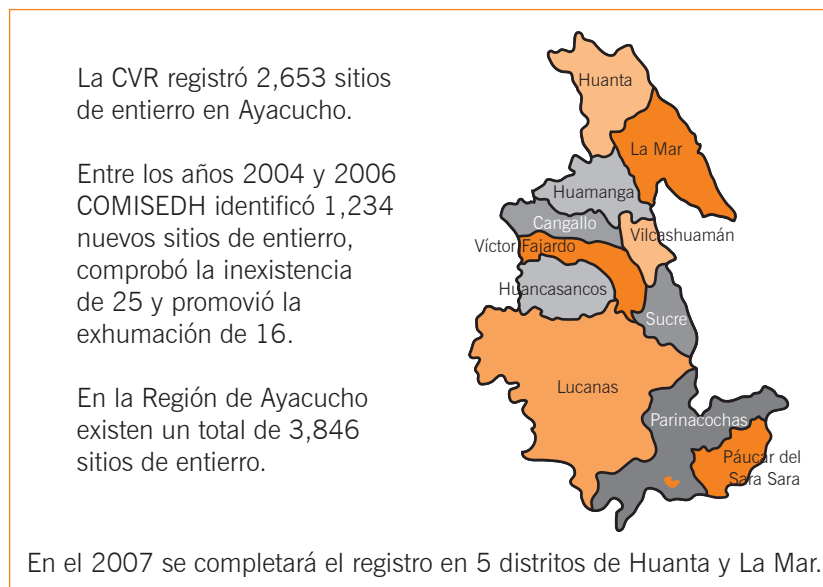 La CVR registró 2,653 sitios
de entierro en Ayacucho.
Entre los años 2004 y 2006
COMISEDH identificó 1,234
nuevos sitios de entierro,
comprobó la inexistencia
de 25 y promovió la
exhumación de 16.
En la Región de Ayacucho
existen un total de 3,846
sitios de entierro.
Huanta
La Mar
Huamanga
Cangallo
Vilcashuamán
Víctor Fajardo
Huancasancos
Sucre
Lucanas
Parinacochas
Páucar del
Sara Sara
En el 2007 se completará el registro en 5 distritos de Huanta y La Mar.